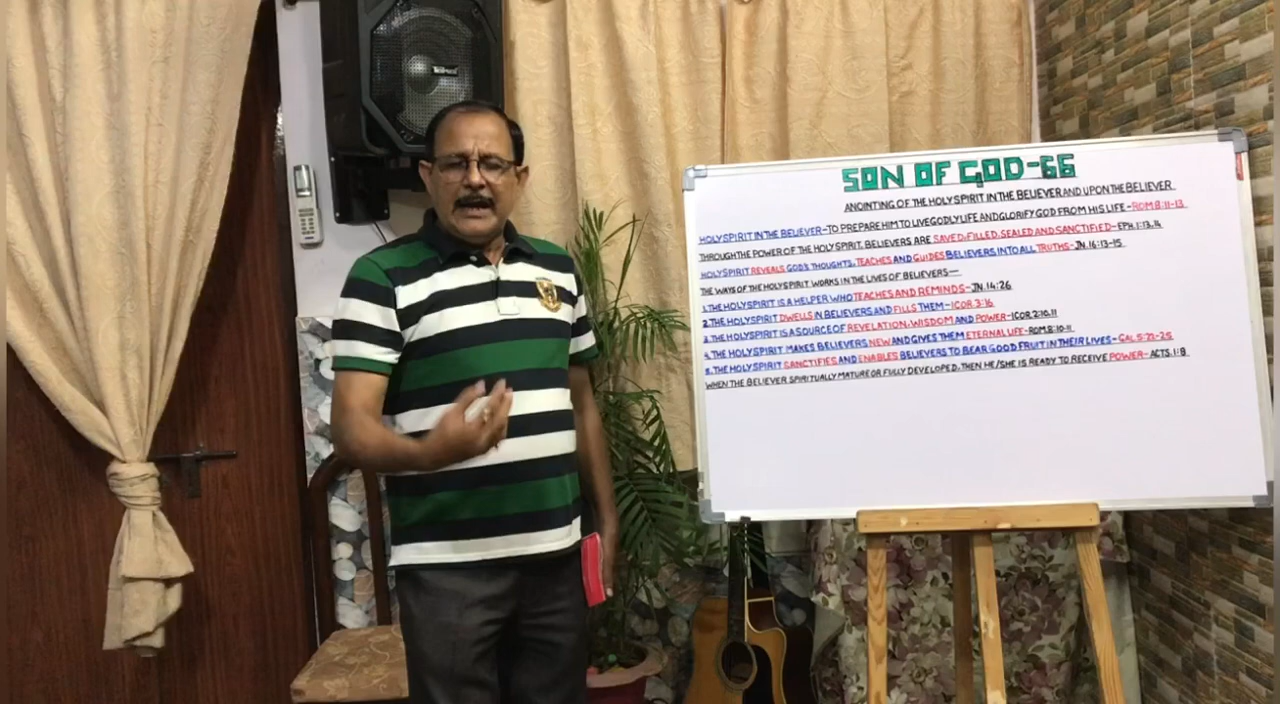 SON OF GOD-66
ANOINTING OF THE HOLY SPIRIT IN THE BELIEVER AND UPON THE BELIEVER
HOLY SPIRIT IN THE BELIEVER-TO PREPARE HIM TO LIVE GODLY LIFE AND GLORIFY GOD FROM HIS LIFE-ROM.8:11-13
THROUGH THE POWER OF THE HOLY SPIRIT, BELIEVERS ARE SAVED, FILLED, SEALED AND SANCTIFIED-EPH.1:13,14
HOLY SPIRIT REVEALS GOD'S THOUGHTS, TEACHES AND GUIDES BELIEVERS INTO ALL TRUTHS-JN.16:13-15
THE WAYS OF THE HOLY SPIRIT WORKS IN THE LIVES OF BELIEVERS-
1.THE HOLY SPIRIT IS A HELPER WHO TEACHES AND REMINDS-JN.14:26
2.THE HOLY SPIRIT DWELLS IN BELIEVERS AND FILLS THEM-1COR.3:16
3.THE HOLY SPIRIT IS A SOURCE OF REVELATION, WISDOM AND POWER-1COR.2:10,11
4.THE HOLY SPIRIT MAKES BELIEVERS NEW AND GIVES THEM ETERNAL LIFE-ROM.8:10-11
5.THE HOLY SPIRIT SANCTIFIES AND ENABLES BELIEVERS TO BEAR GOOD FRUIT IN THEIR LIVES-GAL.5:21-25
WHEN THE BELIEVER SPIRITUALLY MATURE OR FULLY DEVELOPED, THEN HE/SHE IS READY TO RECEIVE POWER-ACTS.1:8